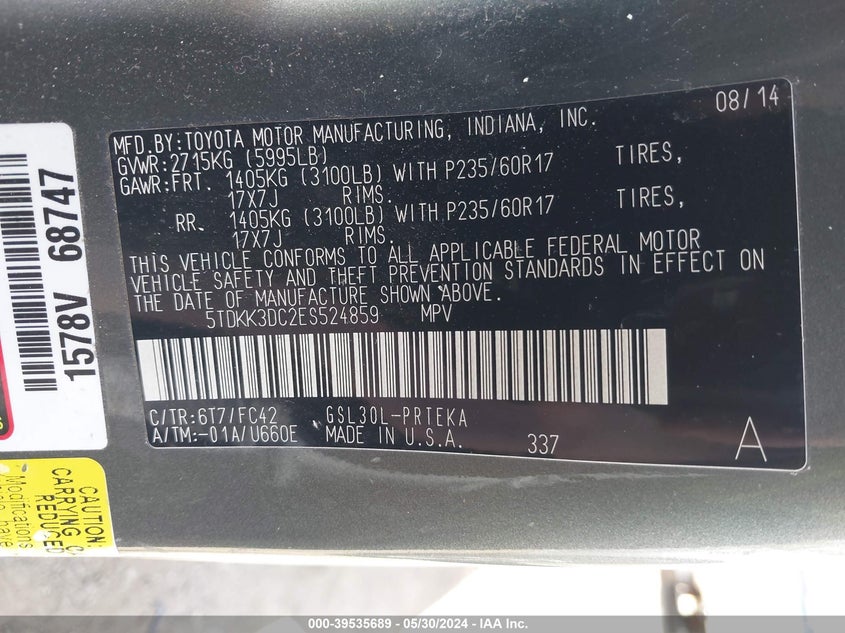 08/14
MFD.BY:TOYOTA MOTOR MANUFACTURING, INDIANA, INC.
GVWR:2715KG (5995LB)
GAWR:FRT. 1405KG (3100LB) WITH P235/60R17 TIRES,
17X7J RIMS.
RR. 1405KG (3100LB) WITH P235/60R17 TIRES,
17X7J RIMS.
THIS VEHICLE CONFORMS TO ALL APPLICABLE FEDERAL MOTOR
VEHICLE SAFETY AND THEFT PREVENTION STANDARDS IN EFFECT ON
THE DATE OF MANUFACTURE SHOWN ABOVE.
5TDKK3DC2ES524859 MPV
C/TR:6T7/FC42 GSL30L-PRTEKA
A/TM:-01A/U660E MADE IN U.S.A. 337 A
1578V 68747
CAUTION:
CARRYING
REDUCED
Modifications
have
000-39535689 - 05/30/2024 - IAA Inc.